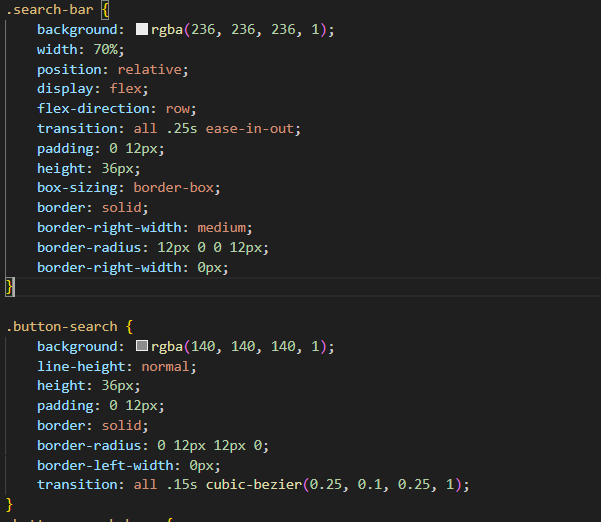 .search-bar {
background: rgba(236, 236, 236, 1);
width: 70%;
position: relative;
display: flex;
flex-direction: row;
transition: all .25s ease-in-out;
padding: 0 12px;
height: 36px;
box-sizing: border-box;
border: solid;
border-right-width: medium;
border-radius: 12px 0 0 12px;
border-right-width: 0px;
}
.button-search {
background: rgba(140, 140, 140, 1);
line-height: normal;
height: 36px;
padding: 0 12px;
border: solid;
border-radius: 0 12px 12px 0;
border-left-width: 0px;
transition: all .15s cubic-bezier(0.25, 0.1, 0.25, 1);
}